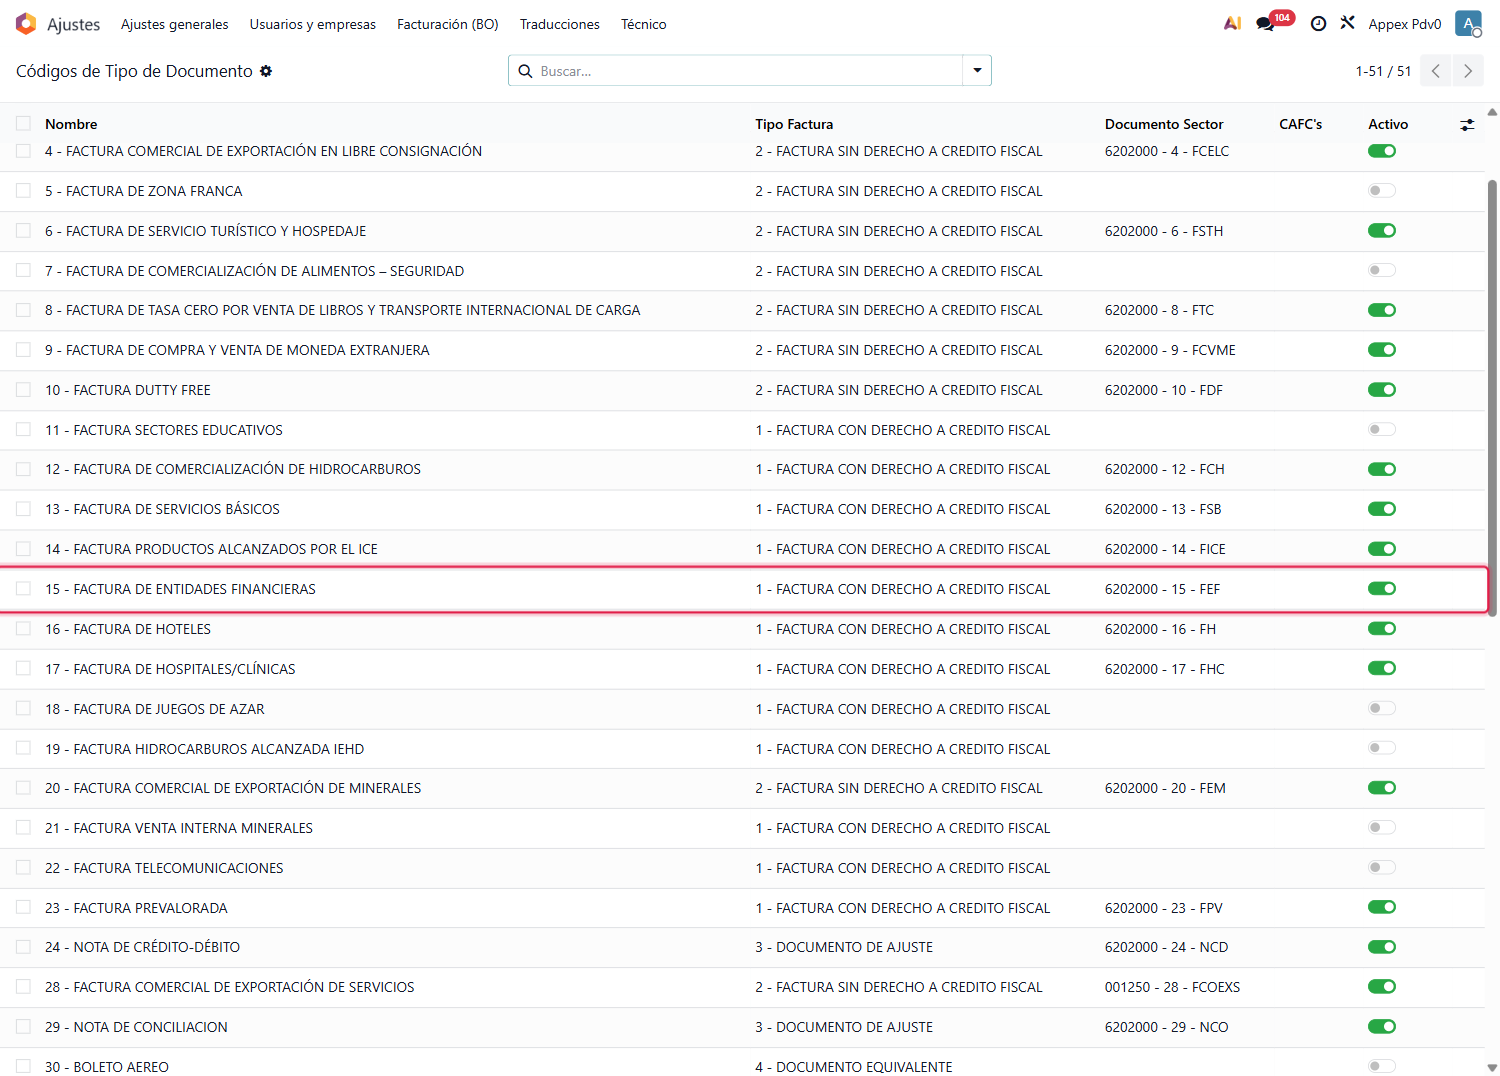 Ajustes Ajustes generales Usuarios y empresas Facturación (BO) Traducciones Técnico AI 104 Appex Pdv0 A
Códigos de Tipo de Documento Buscar... 1-51 / 51
Nombre Tipo Factura Documento Sector CAFC's Activo
4 - FACTURA COMERCIAL DE EXPORTACIÓN EN LIBRE CONSIGNACIÓN 2 - FACTURA SIN DERECHO A CREDITO FISCAL 6202000 - 4 - FCELC
5 - FACTURA DE ZONA FRANCA 2 - FACTURA SIN DERECHO A CREDITO FISCAL
6 - FACTURA DE SERVICIO TURÍSTICO Y HOSPEDAJE 2 - FACTURA SIN DERECHO A CREDITO FISCAL 6202000 - 6 - FSTH
7 - FACTURA DE COMERCIALIZACIÓN DE ALIMENTOS – SEGURIDAD 2 - FACTURA SIN DERECHO A CREDITO FISCAL
8 - FACTURA DE TASA CERO POR VENTA DE LIBROS Y TRANSPORTE INTERNACIONAL DE CARGA 2 - FACTURA SIN DERECHO A CREDITO FISCAL 6202000 - 8 - FTC
9 - FACTURA DE COMPRA Y VENTA DE MONEDA EXTRANJERA 2 - FACTURA SIN DERECHO A CREDITO FISCAL 6202000 - 9 - FCVME
10 - FACTURA DUTTY FREE 2 - FACTURA SIN DERECHO A CREDITO FISCAL 6202000 - 10 - FDF
11 - FACTURA SECTORES EDUCATIVOS 1 - FACTURA CON DERECHO A CREDITO FISCAL
12 - FACTURA DE COMERCIALIZACIÓN DE HIDROCARBUROS 1 - FACTURA CON DERECHO A CREDITO FISCAL 6202000 - 12 - FCH
13 - FACTURA DE SERVICIOS BÁSICOS 1 - FACTURA CON DERECHO A CREDITO FISCAL 6202000 - 13 - FSB
14 - FACTURA PRODUCTOS ALCANZADOS POR EL ICE 1 - FACTURA CON DERECHO A CREDITO FISCAL 6202000 - 14 - FICE
15 - FACTURA DE ENTIDADES FINANCIERAS 1 - FACTURA CON DERECHO A CREDITO FISCAL 6202000 - 15 - FEF
16 - FACTURA DE HOTELES 1 - FACTURA CON DERECHO A CREDITO FISCAL 6202000 - 16 - FH
17 - FACTURA DE HOSPITALES/CLÍNICAS 1 - FACTURA CON DERECHO A CREDITO FISCAL 6202000 - 17 - FHC
18 - FACTURA DE JUEGOS DE AZAR 1 - FACTURA CON DERECHO A CREDITO FISCAL
19 - FACTURA HIDROCARBUROS ALCANZADA IEHD 1 - FACTURA CON DERECHO A CREDITO FISCAL
20 - FACTURA COMERCIAL DE EXPORTACIÓN DE MINERALES 2 - FACTURA SIN DERECHO A CREDITO FISCAL 6202000 - 20 - FEM
21 - FACTURA VENTA INTERNA MINERALES 1 - FACTURA CON DERECHO A CREDITO FISCAL
22 - FACTURA TELECOMUNICACIONES 1 - FACTURA CON DERECHO A CREDITO FISCAL
23 - FACTURA PREVALORADA 1 - FACTURA CON DERECHO A CREDITO FISCAL 6202000 - 23 - FPV
24 - NOTA DE CRÉDITO-DÉBITO 3 - DOCUMENTO DE AJUSTE 6202000 - 24 - NCD
28 - FACTURA COMERCIAL DE EXPORTACIÓN DE SERVICIOS 2 - FACTURA SIN DERECHO A CREDITO FISCAL 001250 - 28 - FCOEXS
29 - NOTA DE CONCILIACION 3 - DOCUMENTO DE AJUSTE 6202000 - 29 - NCO
30 - BOLETO AEREO 4 - DOCUMENTO EQUIVALENTE